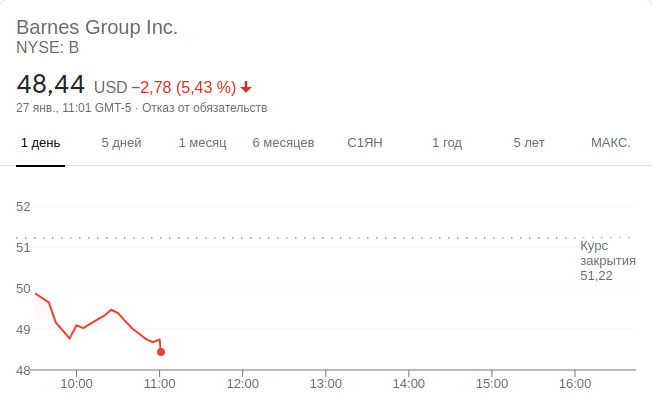 Barnes Group Inc.
NYSE: B
48,44 USD −2,78 (5,43 %)
27 янв., 11:01 GMT-5 · Отказ от обязательств
1 день 5 дней 1 месяц 6 месяцев С1ЯН 1 год 5 лет МАКС.
52
51
Курс
закрытия
51,22
50
49
48
10:00 11:00 12:00 13:00 14:00 15:00 16:00